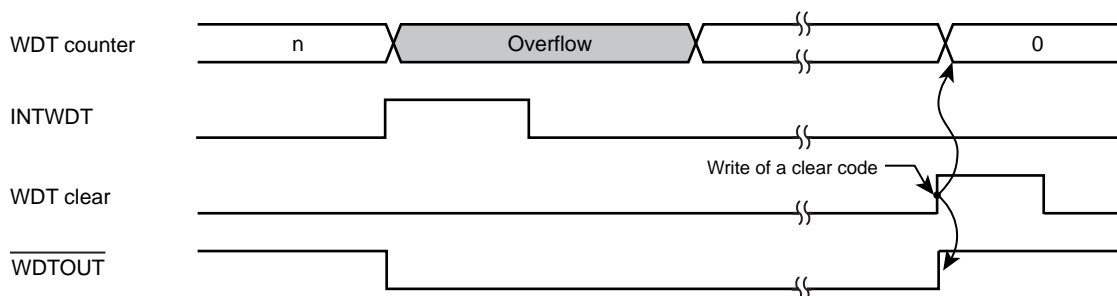 WDT counter
n
Overflow
0
INTWDT
Write of a clear code
WDT clear
WDTOUT